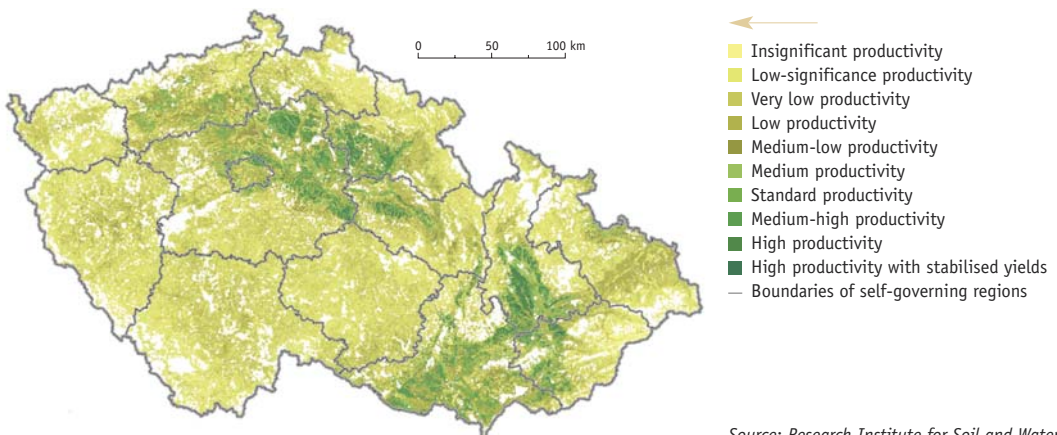 0 50 100 km
Insignificant productivity
Low-significance productivity
Very low productivity
Low productivity
Medium-low productivity
Medium productivity
Standard productivity
Medium-high productivity
High productivity
High productivity with stabilised yields
Boundaries of self-governing regions
Source: Research Institute for Soil and Water